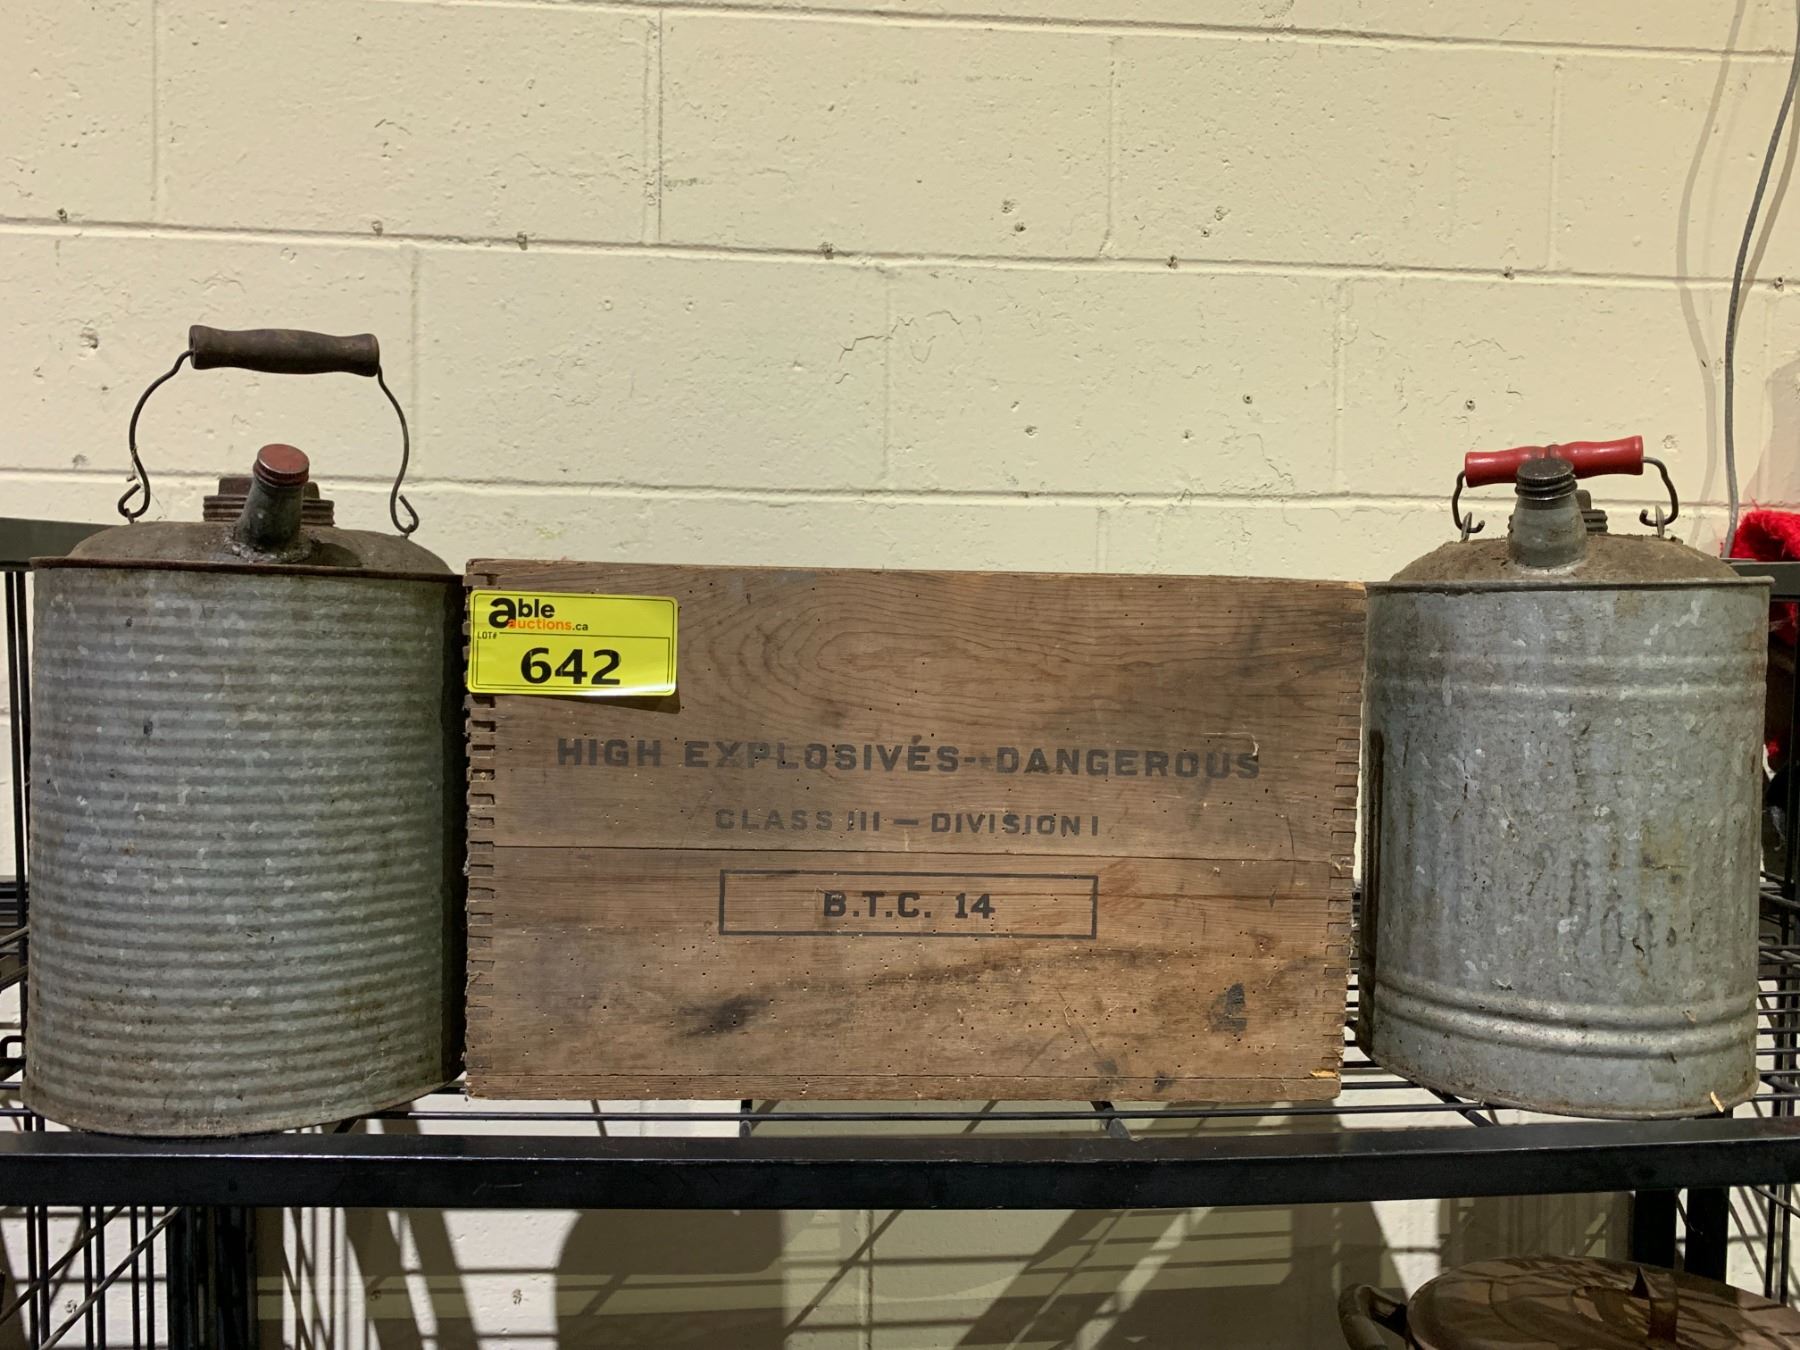 able
auctions.ca
LOT#
642
HIGH EXPLOSIVES--DANGEROUS
CLASS III — DIVISION I
B.T.C. 14